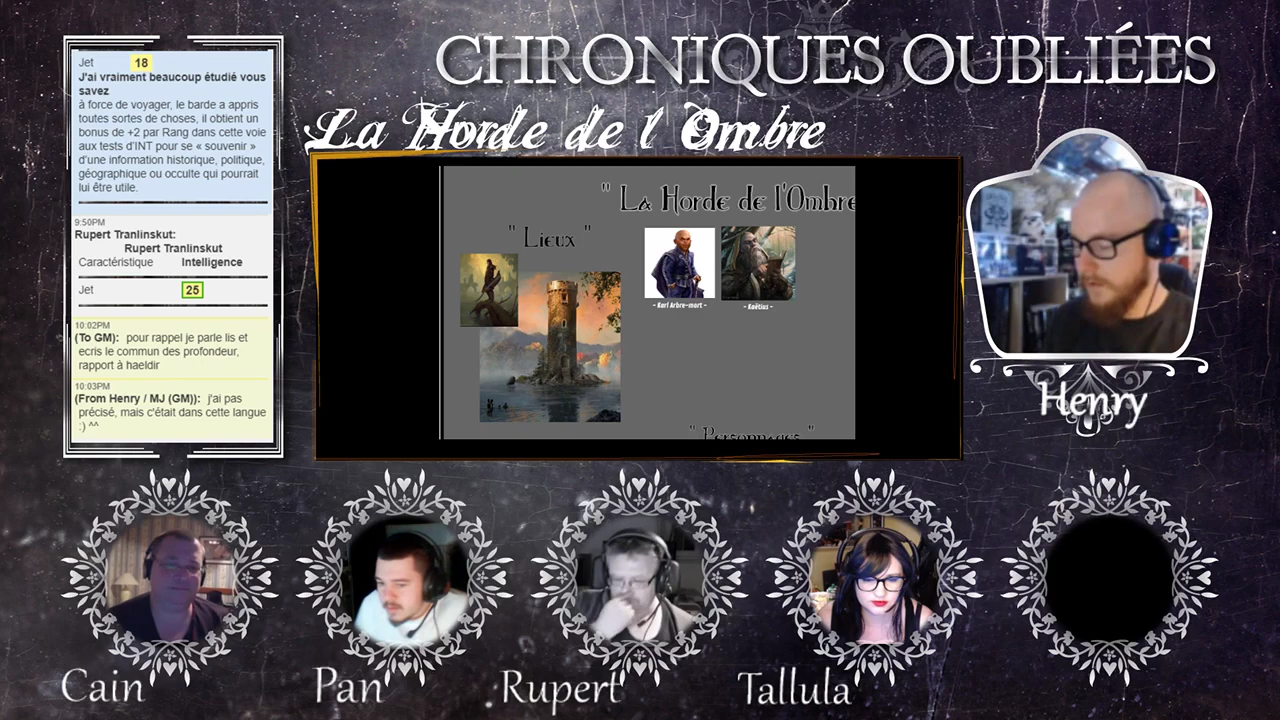 CHRONIQUES OUBLIÉES
La Horde de l'Ombre
Jet 18
J'ai vraiment beaucoup étudié vous
savez
à force de voyager, le barde a appris
toutes sortes de choses, il obtient un
bonus de +2 par Rang dans cette voie
aux tests d'INT pour se « souvenir »
d'une information historique, politique,
géographique ou occulte qui pourrait
lui être utile.
9:50PM
Rupert Tranlinskut:
Rupert Tranlinskut
Caractéristique Intelligence
Jet 25
10:02PM
(To GM): pour rappel je parle lis et
ecris le commun des profondeur,
rapport à haeldir
10:03PM
(From Henry / MJ (GM)): j'ai pas
précisé, mais c'était dans cette langue
:) ^^
" La Horde de l'Ombre
" Lieux "
- Karl Arbre-mort -
- Kaëtius -
" Personnages "
Henry
Cain
Pan
Rupert
Tallula